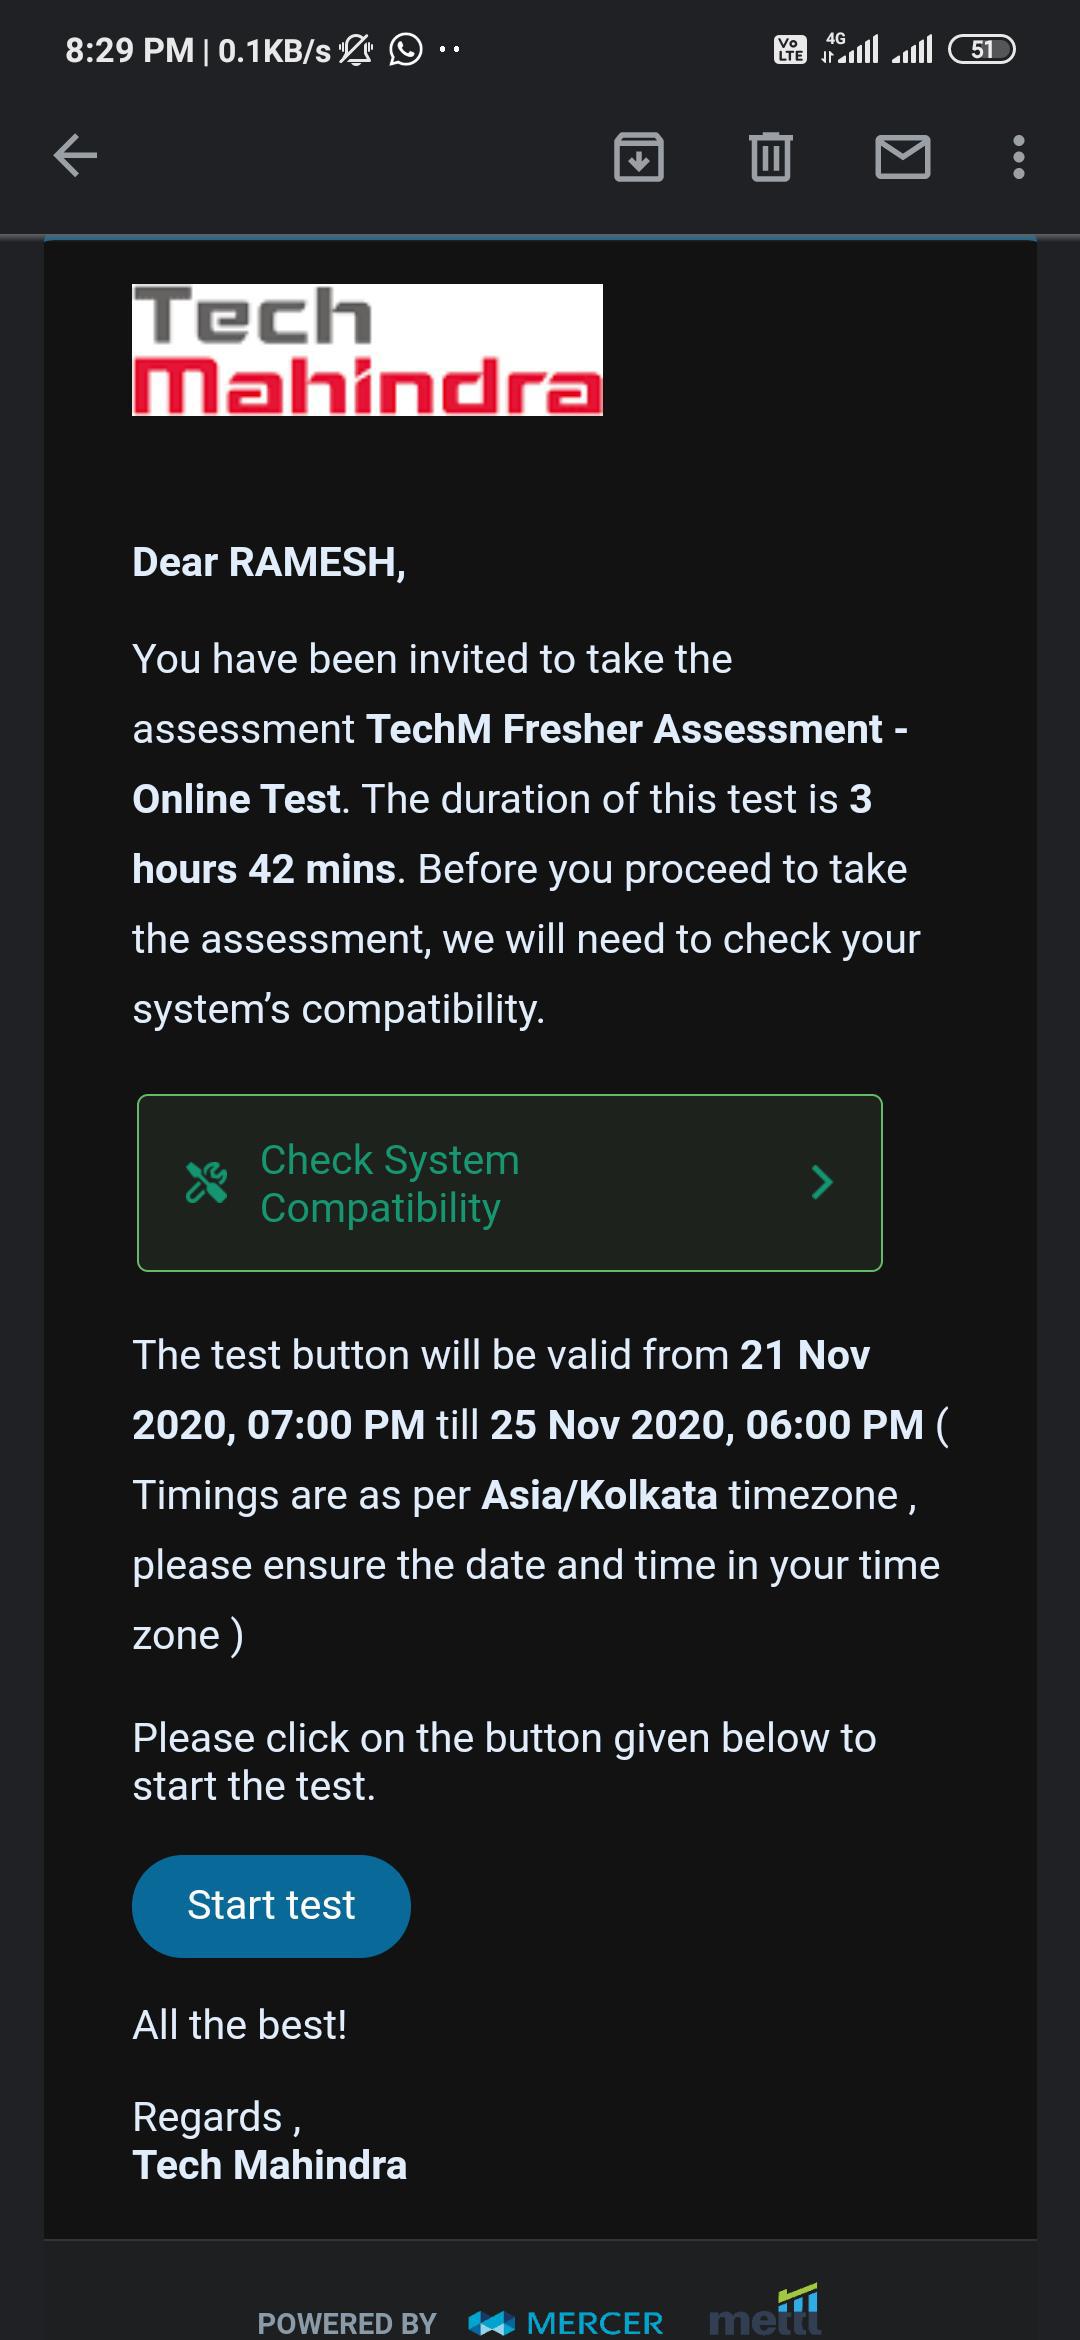 8:29 PM | 0.1KB/s
Vo LTE 4G 51
Tech
Mahindra
Dear RAMESH,
You have been invited to take the
assessment TechM Fresher Assessment -
Online Test. The duration of this test is 3
hours 42 mins. Before you proceed to take
the assessment, we will need to check your
system’s compatibility.
Check System
Compatibility
The test button will be valid from 21 Nov
2020, 07:00 PM till 25 Nov 2020, 06:00 PM (
Timings are as per Asia/Kolkata timezone ,
please ensure the date and time in your time
zone )
Please click on the button given below to
start the test.
Start test
All the best!
Regards ,
Tech Mahindra
POWERED BY MERCER mettl